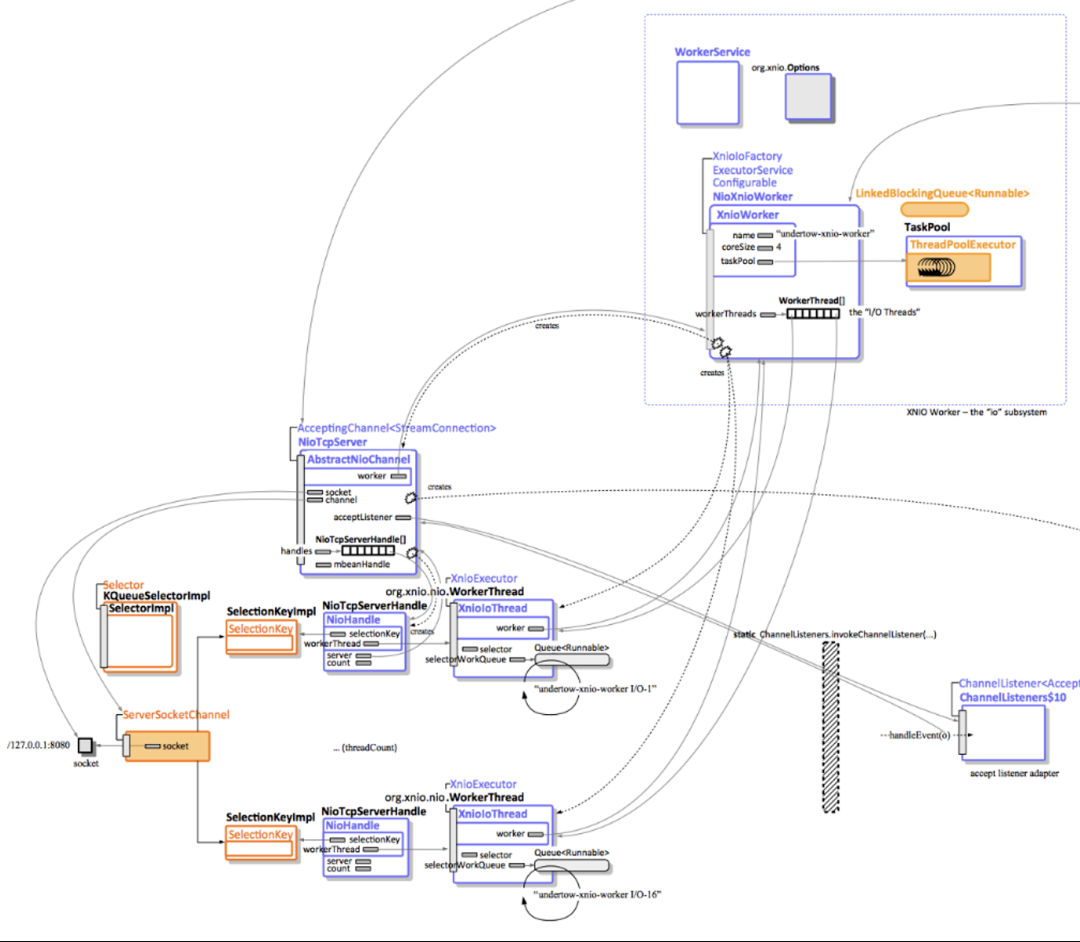 WorkerService
org.xnio.Options
XnioIoFactory
ExecutorService
Configurable
NioXnioWorker
XnioWorker
name
"undertow-xnio-worker"
coreSize
4
taskPool
LinkedBlockingQueue<Runnable>
TaskPool
ThreadPoolExecutor
WorkerThread[]
workerThreads
the "I/O Threads"
creates
creates
XNIO Worker – the "io" subsystem
AcceptingChannel<StreamConnection>
NioTcpServer
AbstractNioChannel
worker
socket
channel
creates
acceptListener
NioTcpServerHandle[]
handles
mbeanHandle
Selector
KQueueSelectorImpl
SelectorImpl
SelectionKeyImpl
SelectionKey
NioTcpServerHandle
NioHandle
selectionKey
workerThread
server
count
creates
XnioExecutor
org.xnio.nio.WorkerThread
XnioIoThread
worker
selector
selectorWorkQueue
Queue<Runnable>
"undertow-xnio-worker I/O-1"
static ChannelListeners.invokeChannelListener(...)
ChannelListener<Accept
ChannelListeners$10
handleEvent(o)
accept listener adapter
ServerSocketChannel
/127.0.0.1:8080
socket
socket
... (threadCount)
SelectionKeyImpl
SelectionKey
NioTcpServerHandle
NioHandle
selectionKey
workerThread
server
count
XnioExecutor
org.xnio.nio.WorkerThread
XnioIoThread
worker
selector
selectorWorkQueue
Queue<Runnable>
"undertow-xnio-worker I/O-16"